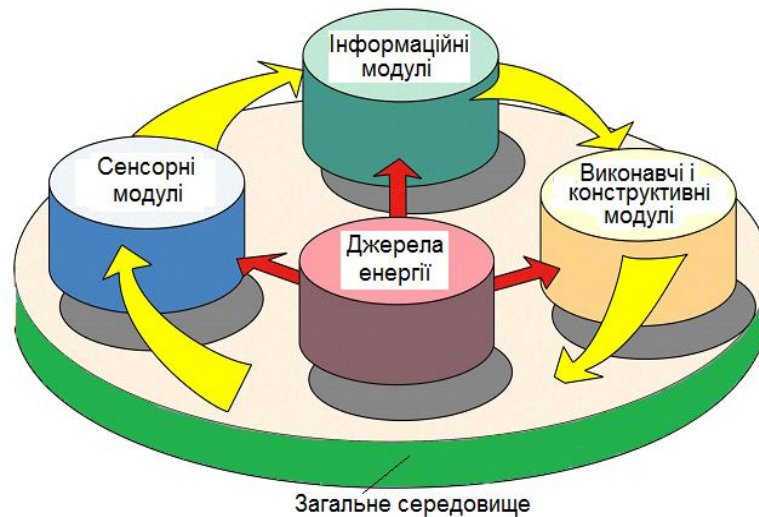 Інформаційні
модулі
Сенсорні
модулі
Виконавчі і
конструктивні
модулі
Джерела
енергії
Загальне середовище